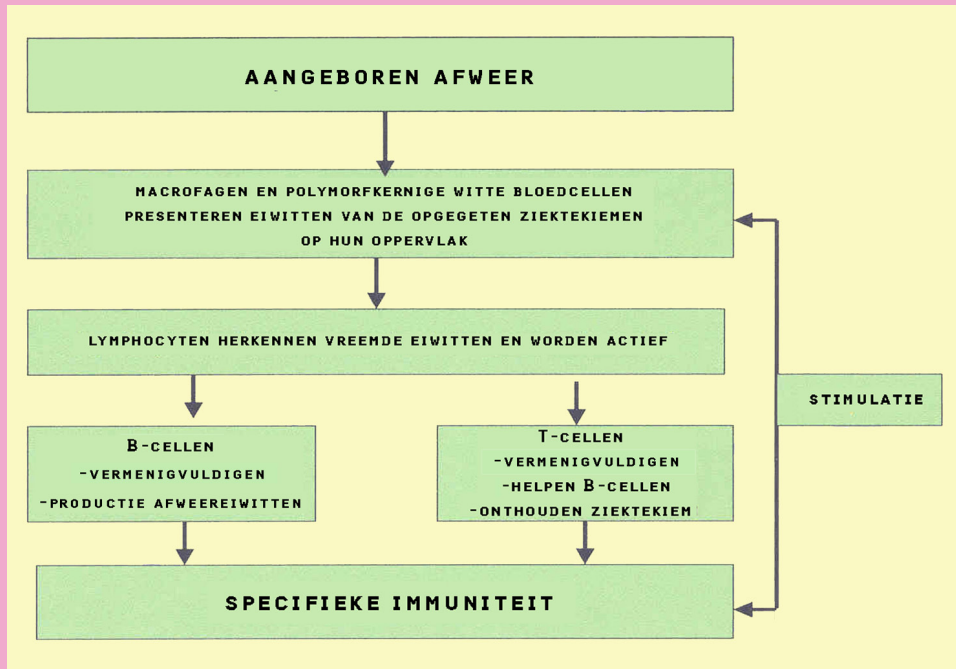 AANGEBOREN AFWEER
MACROFAGEN EN POLYMORFKERNIGE WITTE BLOEDCELLEN
PRESENTEREN EIWITTEN VAN DE OPGEGETEN ZIEKTEKIEMEN
OP HUN OPPERVLAK
LYMPHOCYTEN HERKENNEN VREEMDE EIWITTEN EN WORDEN ACTIEF
STIMULATIE
B-CELLEN
-VERMENIGVULDIGEN
-PRODUCTIE AFWEEREIWITTEN
T-CELLEN
-VERMENIGVULDIGEN
-HELPEN B-CELLEN
-ONTHOUDEN ZIEKTEKIEM
SPECIFIEKE IMMUNITEIT